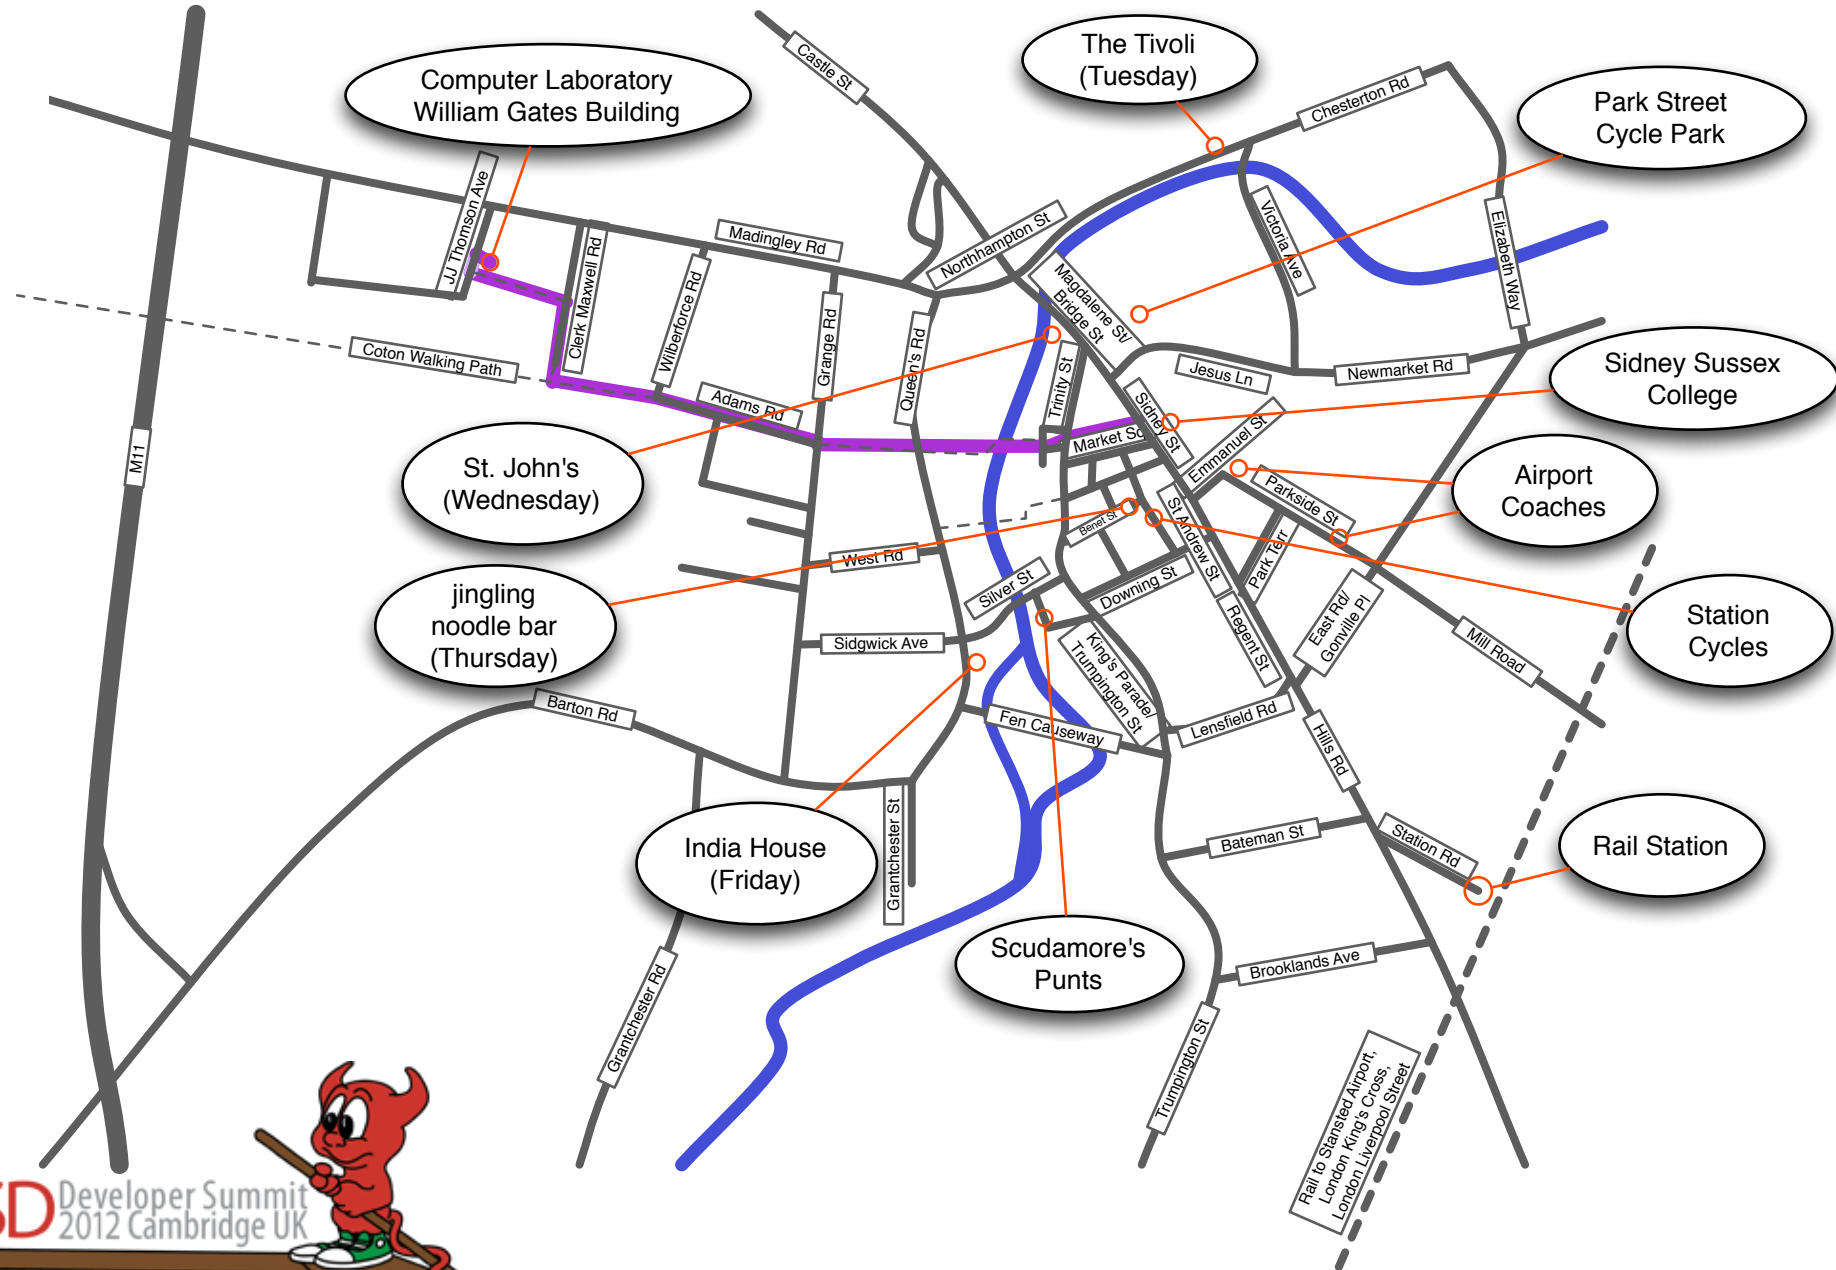 Computer Laboratory
William Gates Building
The Tivoli
(Tuesday)
Park Street
Cycle Park
Castle St
Chesterton Rd
JJ Thomson Ave
Madingley Rd
Northhampton St
Victoria Ave
Elizabeth Way
Clerk Maxwell Rd
Wilberforce Rd
Grange Rd
Queen's Rd
Magdalene St/
Bridge St
Trinity St
Jesus Ln
Newmarket Rd
Sidney Sussex
College
Coton Walking Path
Adams Rd
Sidney St
Market Sq
Emmanuel St
M11
St. John's
(Wednesday)
Airport
Coaches
Parkside St
Benet St
St Andrew St
Park Terr
West Rd
jingling
noodle bar
(Thursday)
Silver St
Downing St
Regent St
East Rd/
Gonville Pl
Mill Road
Station
Cycles
Sidgwick Ave
King's Parade/
Trumpington St
Barton Rd
Fen Causeway
Lensfield Rd
Hills Rd
India House
(Friday)
Grantchester St
Bateman St
Station Rd
Rail Station
Scudamore's
Punts
Brooklands Ave
Grantchester Rd
Trumpington St
Rail to Stansted Airport,
London King's Cross,
London Liverpool Street
SD Developer Summit
2012 Cambridge UK